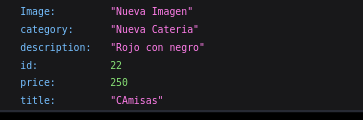 Image: "Nueva Imagen"
category: "Nueva Cateria"
description: "Rojo con negro"
id: 22
price: 250
title: "CAmisas"